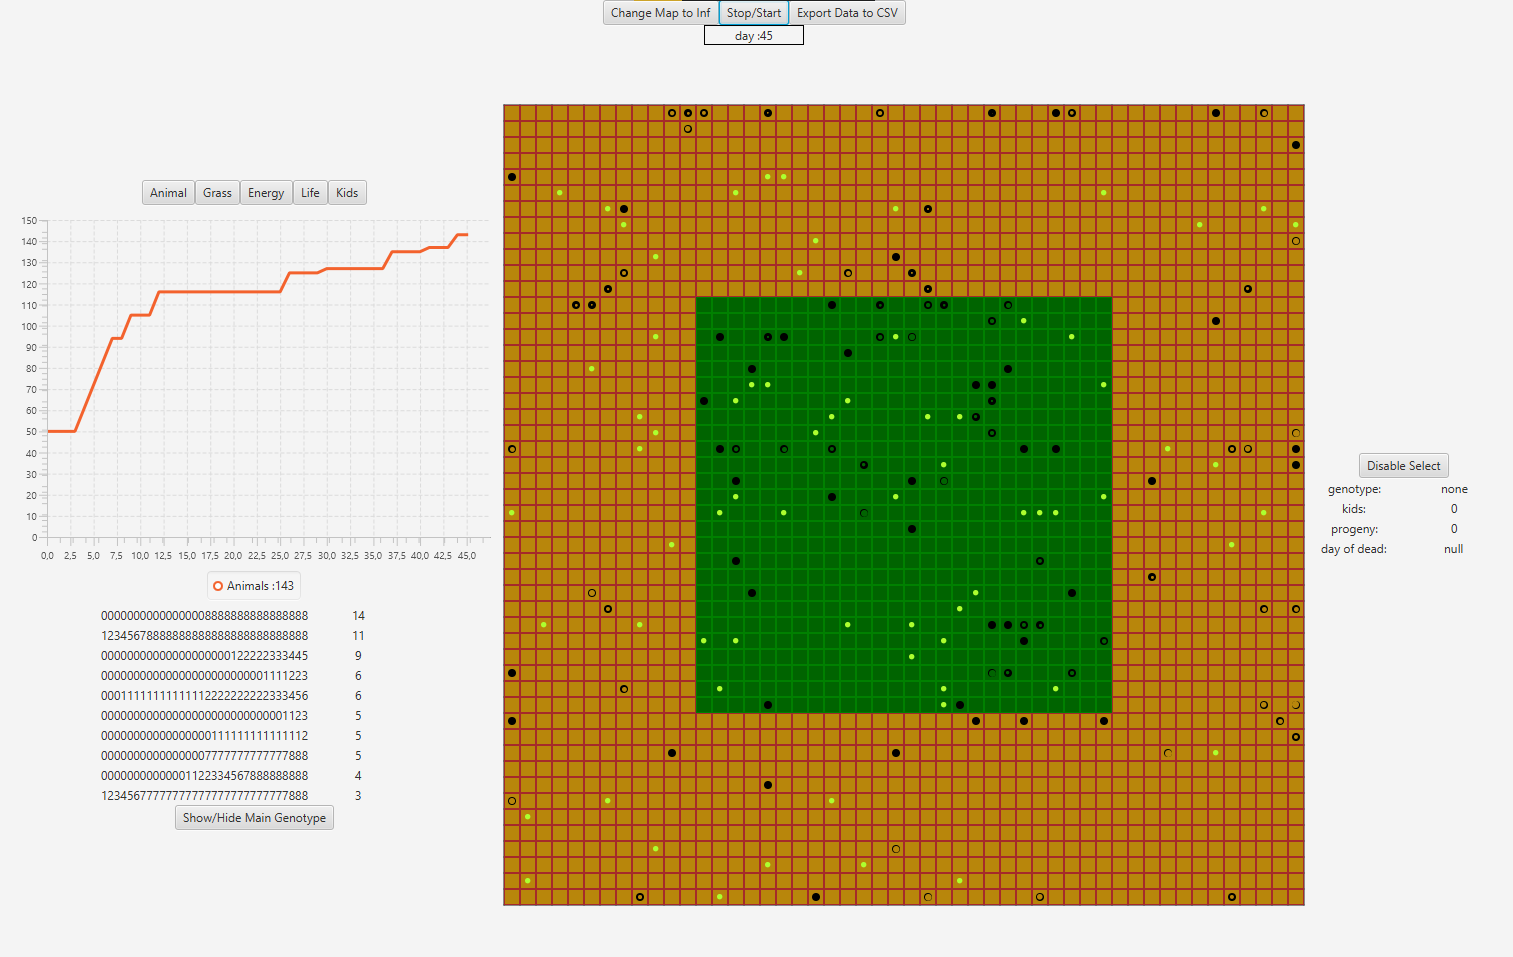 Change Map to Inf Stop/Start Export Data to CSV
day :45
Animal Grass Energy Life Kids
150
140
130
120
110
100
90
80
70
60
50
40
30
20
10
0
0,0 2,5 5,0 7,5 10,0 12,5 15,0 17,5 20,0 22,5 25,0 27,5 30,0 32,5 35,0 37,5 40,0 42,5 45,0
Animals :143
00000000000000008888888888888888 14
12345678888888888888888888888888 11
00000000000000000000122222333445 9
00000000000000000000000001111223 6
00011111111111112222222222333456 6
00000000000000000000000000001123 5
00000000000000000111111111111112 5
00000000000000007777777777777888 5
00000000000001122334567888888888 4
12345677777777777777777777777888 3
Show/Hide Main Genotype
Disable Select
genotype: none
kids: 0
progeny: 0
day of dead: null